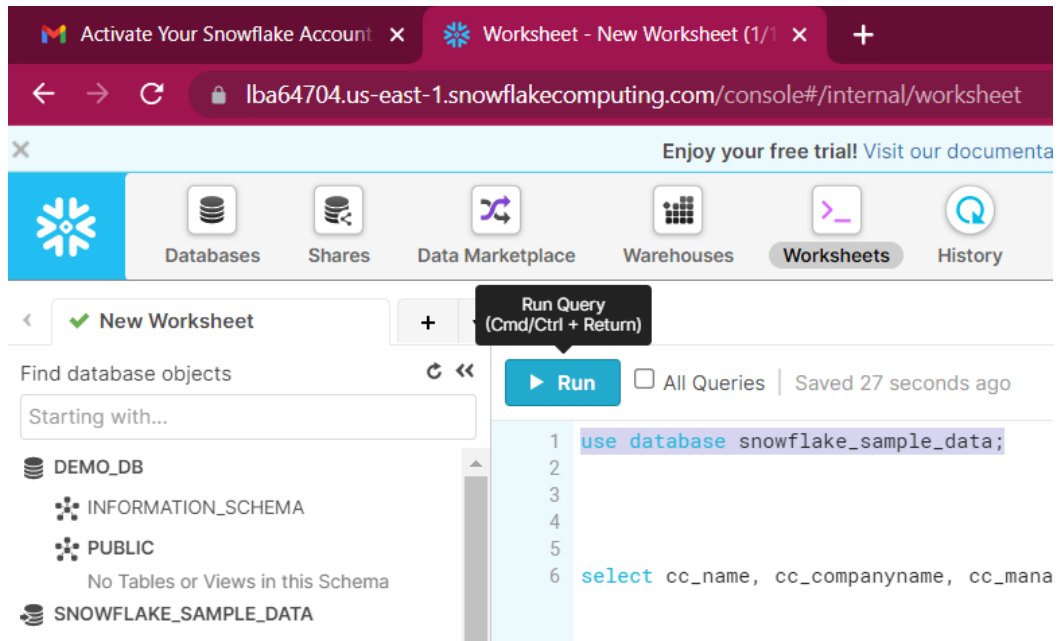 Activate Your Snowflake Account
Worksheet - New Worksheet (1/1
lba64704.us-east-1.snowflakecomputing.com/console#/internal/worksheet
Enjoy your free trial! Visit our documenta
Databases Shares Data Marketplace Warehouses Worksheets History
New Worksheet
Run Query
(Cmd/Ctrl + Return)
Find database objects
Run All Queries Saved 27 seconds ago
Starting with...
1 use database snowflake_sample_data;
2
3
4
5
6 select cc_name, cc_companyname, cc_mana
DEMO_DB
INFORMATION_SCHEMA
PUBLIC
No Tables or Views in this Schema
SNOWFLAKE_SAMPLE_DATA